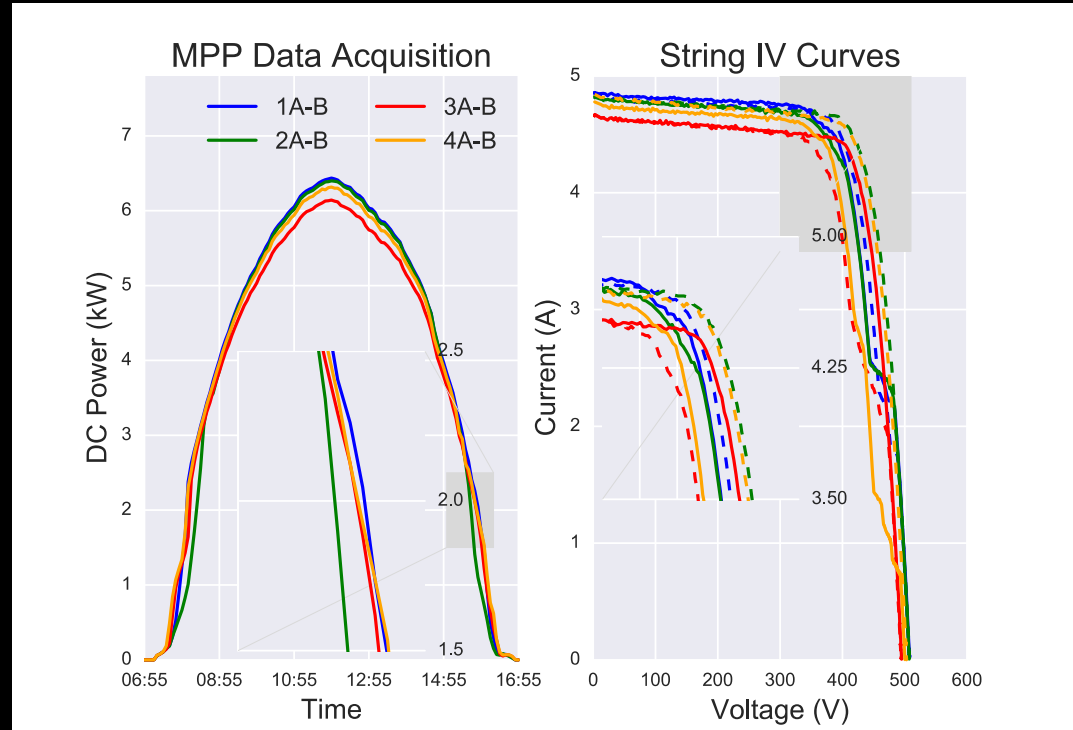 MPP Data Acquisition
1A-B
2A-B
3A-B
4A-B
DC Power (kW)
7
6
5
4
3
2
1
0
2.5
2.0
1.5
06:55 08:55 10:55 12:55 14:55 16:55
Time
String IV Curves
Current (A)
5
4
3
2
1
0
5.00
4.25
3.50
0 100 200 300 400 500 600
Voltage (V)